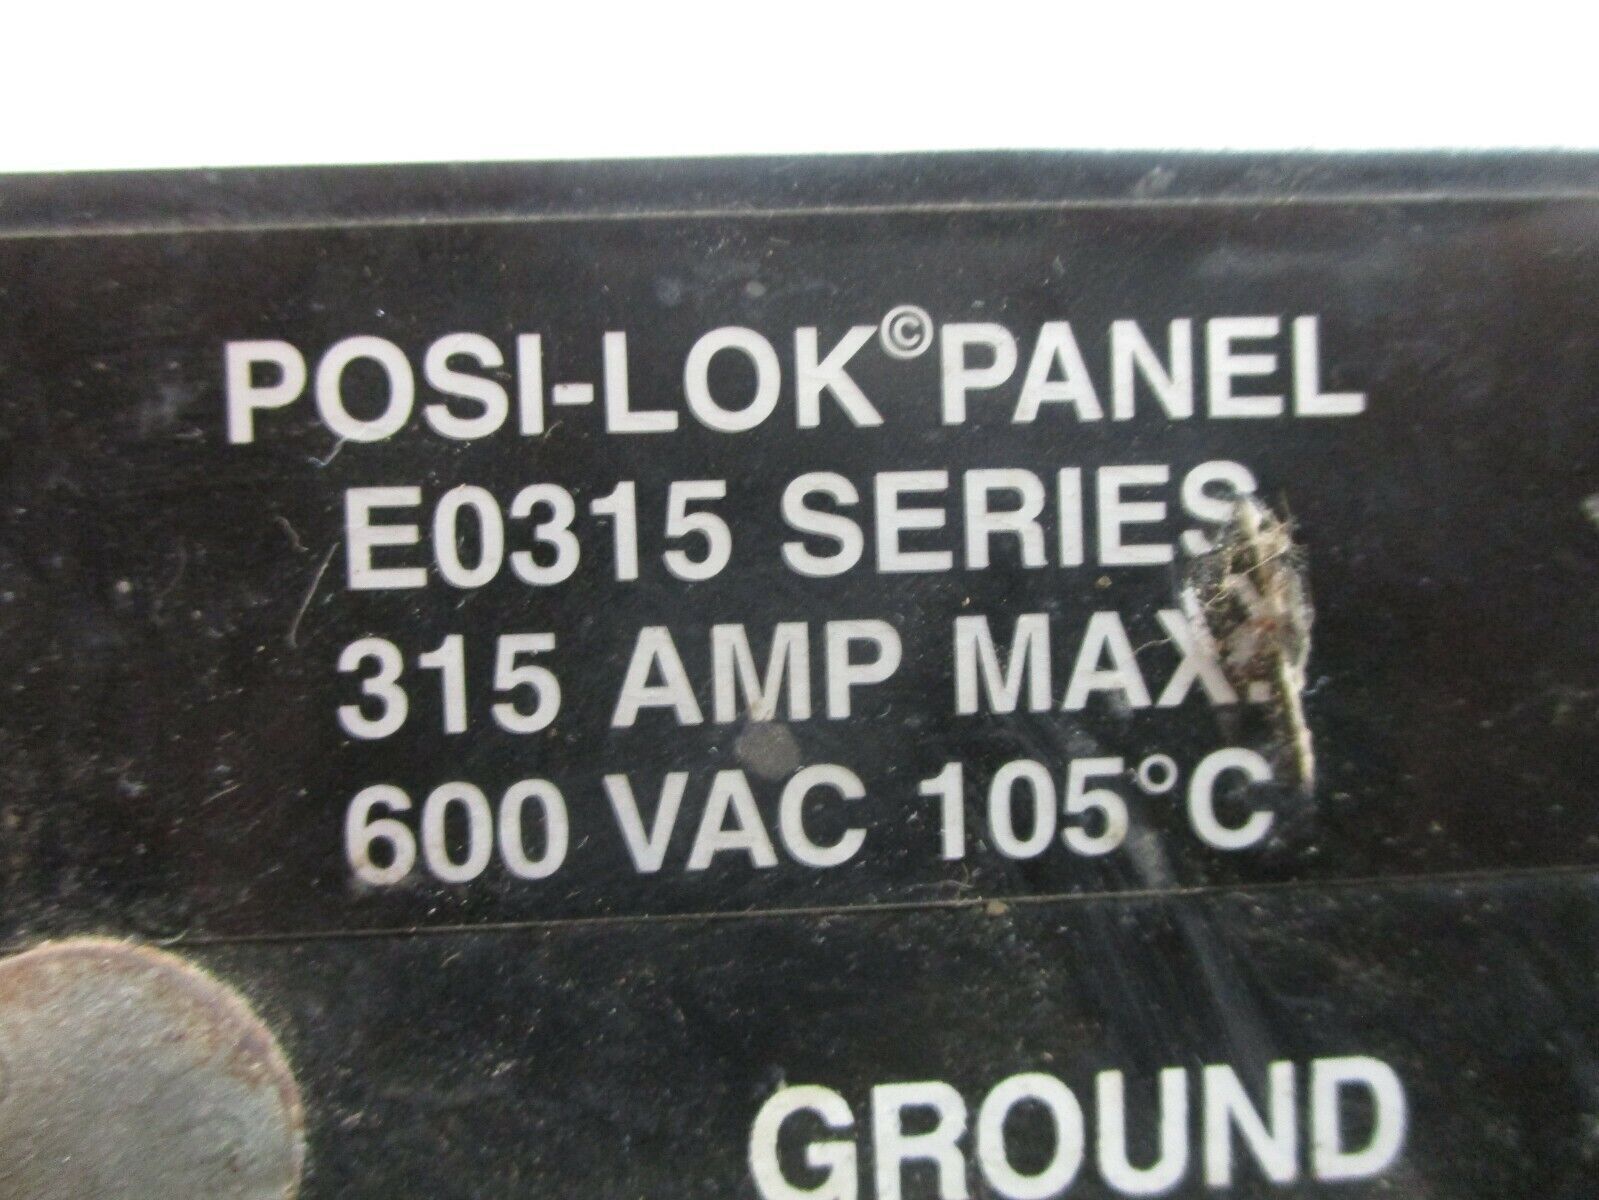 POSI-LOK© PANEL
E0315 SERIES
315 AMP MAX.
600 VAC 105°C
GROUND